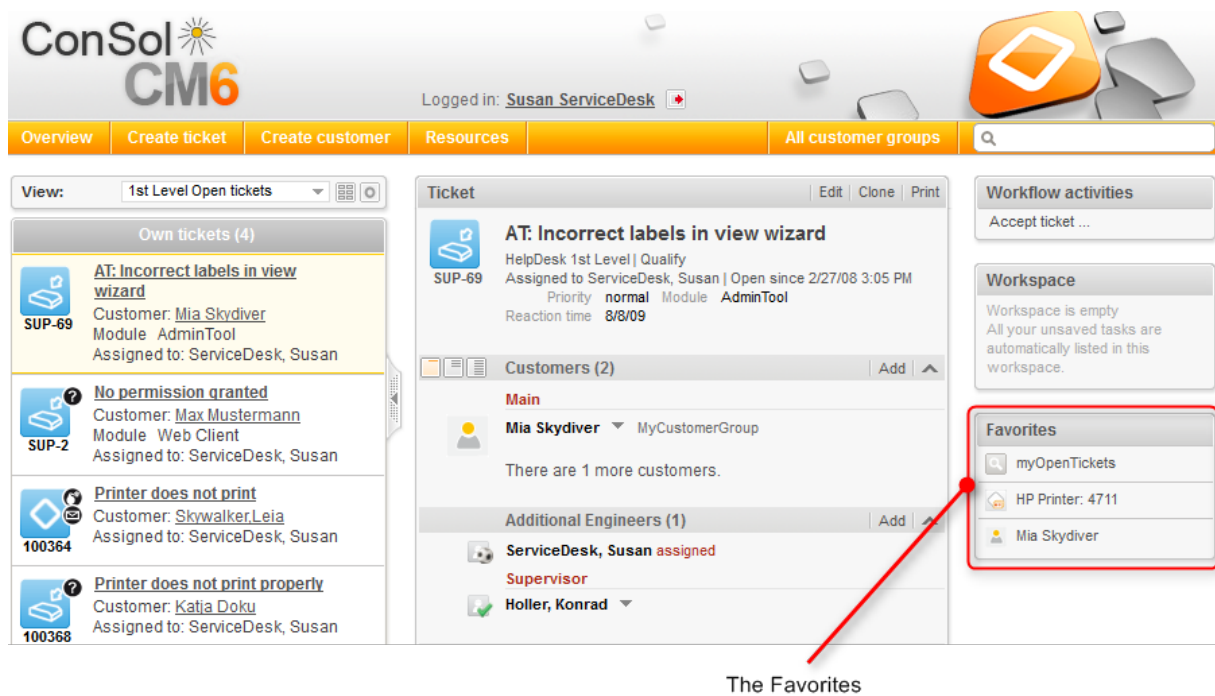 ConSol
CM6
Logged in: Susan ServiceDesk
Overview Create ticket Create customer Resources All customer groups
View: 1st Level Open tickets
Own tickets (4)
AT: Incorrect labels in view
wizard
Customer: Mia Skydiver
Module AdminTool
Assigned to: ServiceDesk, Susan
SUP-69
No permission granted
Customer: Max Mustermann
Module Web Client
Assigned to: ServiceDesk, Susan
SUP-2
Printer does not print
Customer: Skywalker,Leia
Assigned to: ServiceDesk, Susan
100364
Printer does not print properly
Customer: Katja Doku
Assigned to: ServiceDesk, Susan
100368
Ticket Edit Clone Print
AT: Incorrect labels in view wizard
HelpDesk 1st Level | Qualify
SUP-69
Assigned to ServiceDesk, Susan | Open since 2/27/08 3:05 PM
Priority normal Module AdminTool
Reaction time 8/8/09
Customers (2) Add
Main
Mia Skydiver MyCustomerGroup
There are 1 more customers.
Additional Engineers (1) Add
ServiceDesk, Susan assigned
Supervisor
Holler, Konrad
Workflow activities
Accept ticket ...
Workspace
Workspace is empty
All your unsaved tasks are
automatically listed in this
workspace.
Favorites
myOpenTickets
HP Printer: 4711
Mia Skydiver
The Favorites